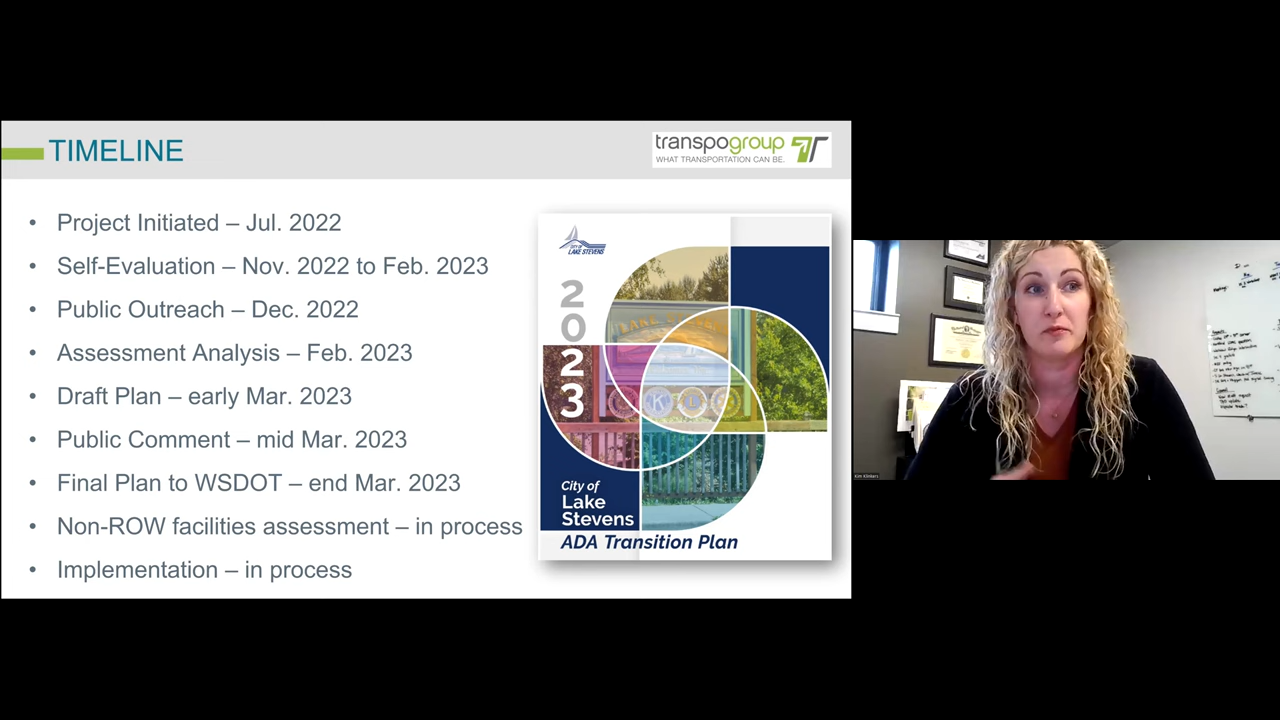 TIMELINE
transpogroup
WHAT TRANSPORTATION CAN BE.
• Project Initiated – Jul. 2022
• Self-Evaluation – Nov. 2022 to Feb. 2023
• Public Outreach – Dec. 2022
• Assessment Analysis – Feb. 2023
• Draft Plan – early Mar. 2023
• Public Comment – mid Mar. 2023
• Final Plan to WSDOT – end Mar. 2023
• Non-ROW facilities assessment – in process
• Implementation – in process
CITY OF
LAKE STEVENS
2
0
2
3
City of
Lake
Stevens
ADA Transition Plan
Kim Klinkers